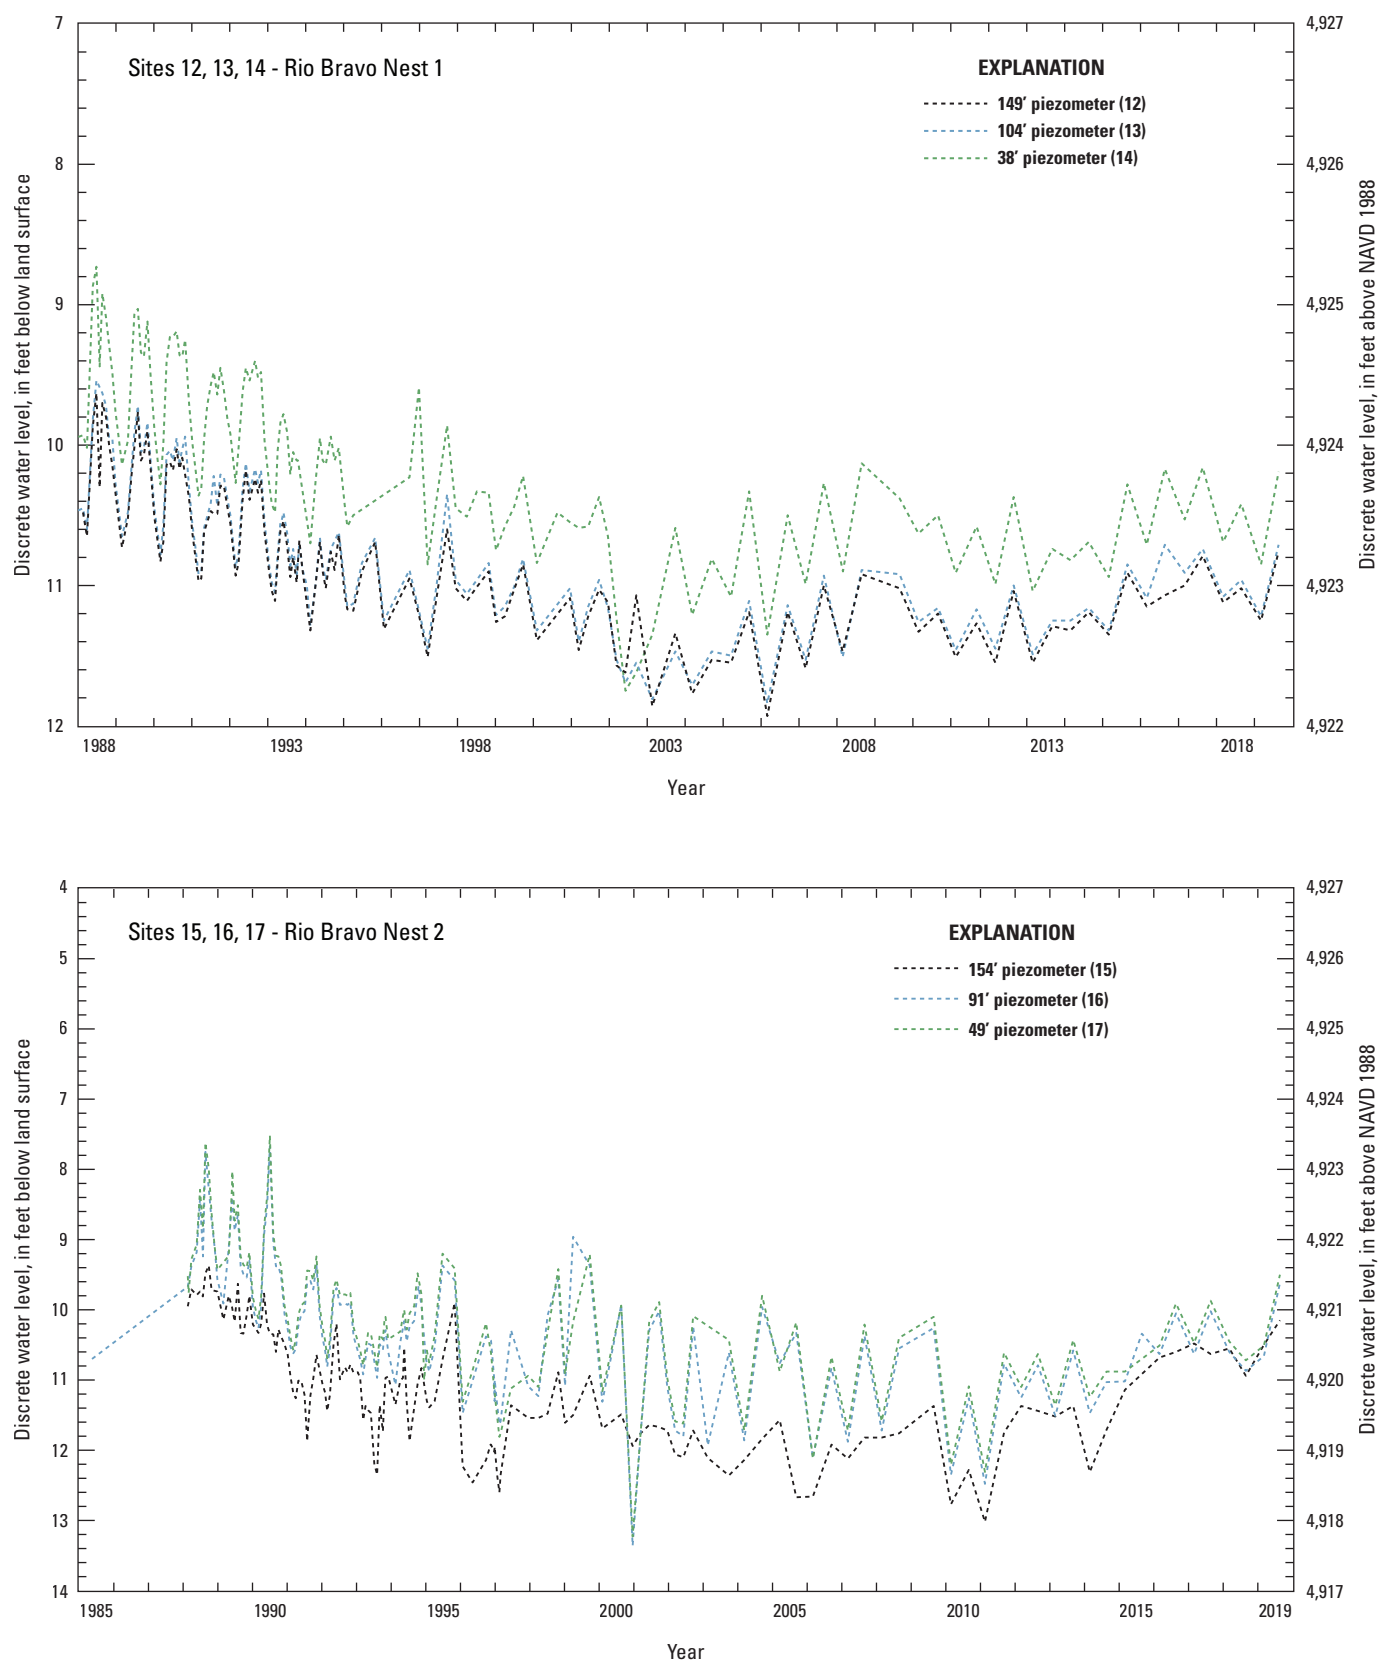 Sites 12, 13, 14 - Rio Bravo Nest 1
EXPLANATION
149′ piezometer (12)
104′ piezometer (13)
38′ piezometer (14)
Discrete water level, in feet below land surface
7
8
9
10
11
12
Discrete water level, in feet above NAVD 1988
4,927
4,926
4,925
4,924
4,923
4,922
1988 1993 1998 2003 2008 2013 2018
Year
Sites 15, 16, 17 - Rio Bravo Nest 2
EXPLANATION
154′ piezometer (15)
91′ piezometer (16)
49′ piezometer (17)
Discrete water level, in feet below land surface
4
5
6
7
8
9
10
11
12
13
14
Discrete water level, in feet above NAVD 1988
4,927
4,926
4,925
4,924
4,923
4,922
4,921
4,920
4,919
4,918
4,917
1985 1990 1995 2000 2005 2010 2015 2019
Year